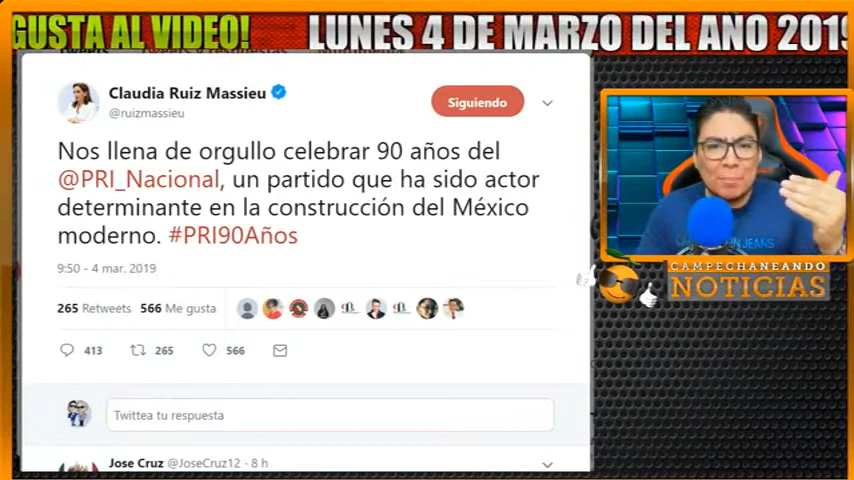 GUSTA AL VIDEO!
LUNES 4 DE MARZO DEL AÑO 2019
Claudia Ruiz Massieu
@ruizmassieu
Siguiendo
Nos llena de orgullo celebrar 90 años del
@PRI_Nacional, un partido que ha sido actor
determinante en la construcción del México
moderno. #PRI90Años
9:50 - 4 mar. 2019
265 Retweets 566 Me gusta
413 265 566
Twittea tu respuesta
Jose Cruz @JoseCruz12 · 8 h
CAMPECHANEANDO
NOTICIAS